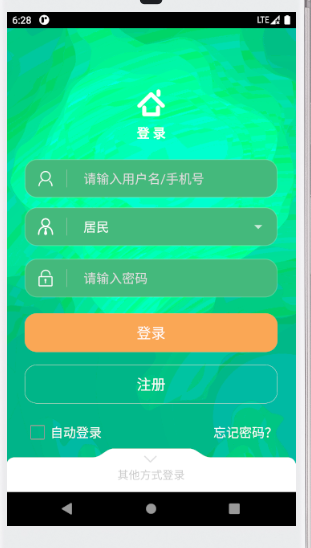 6:28 LTE
登录
请输入用户名/手机号
居民
请输入密码
登录
注册
自动登录 忘记密码?
其他方式登录